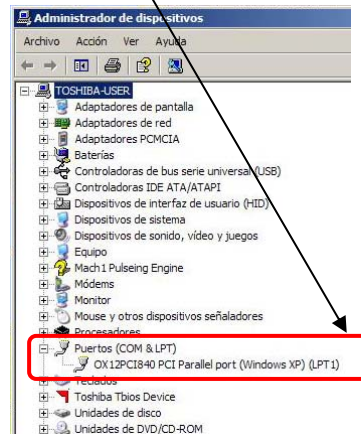 Administrador de dispositivos
Archivo Acción Ver Ayuda
TOSHIBA-USER
Adaptadores de pantalla
Adaptadores de red
Adaptadores PCMCIA
Baterías
Controladoras de bus serie universal (USB)
Controladoras IDE ATA/ATAPI
Dispositivos de interfaz de usuario (HID)
Dispositivos de sistema
Dispositivos de sonido, vídeo y juegos
Equipo
Mach1 Pulseing Engine
Módems
Monitor
Mouse y otros dispositivos señaladores
Procesadores
Puertos (COM & LPT)
OX12PCI840 PCI Parallel port (Windows XP) (LPT1)
Teclados
Toshiba Tbios Device
Unidades de disco
Unidades de DVD/CD-ROM